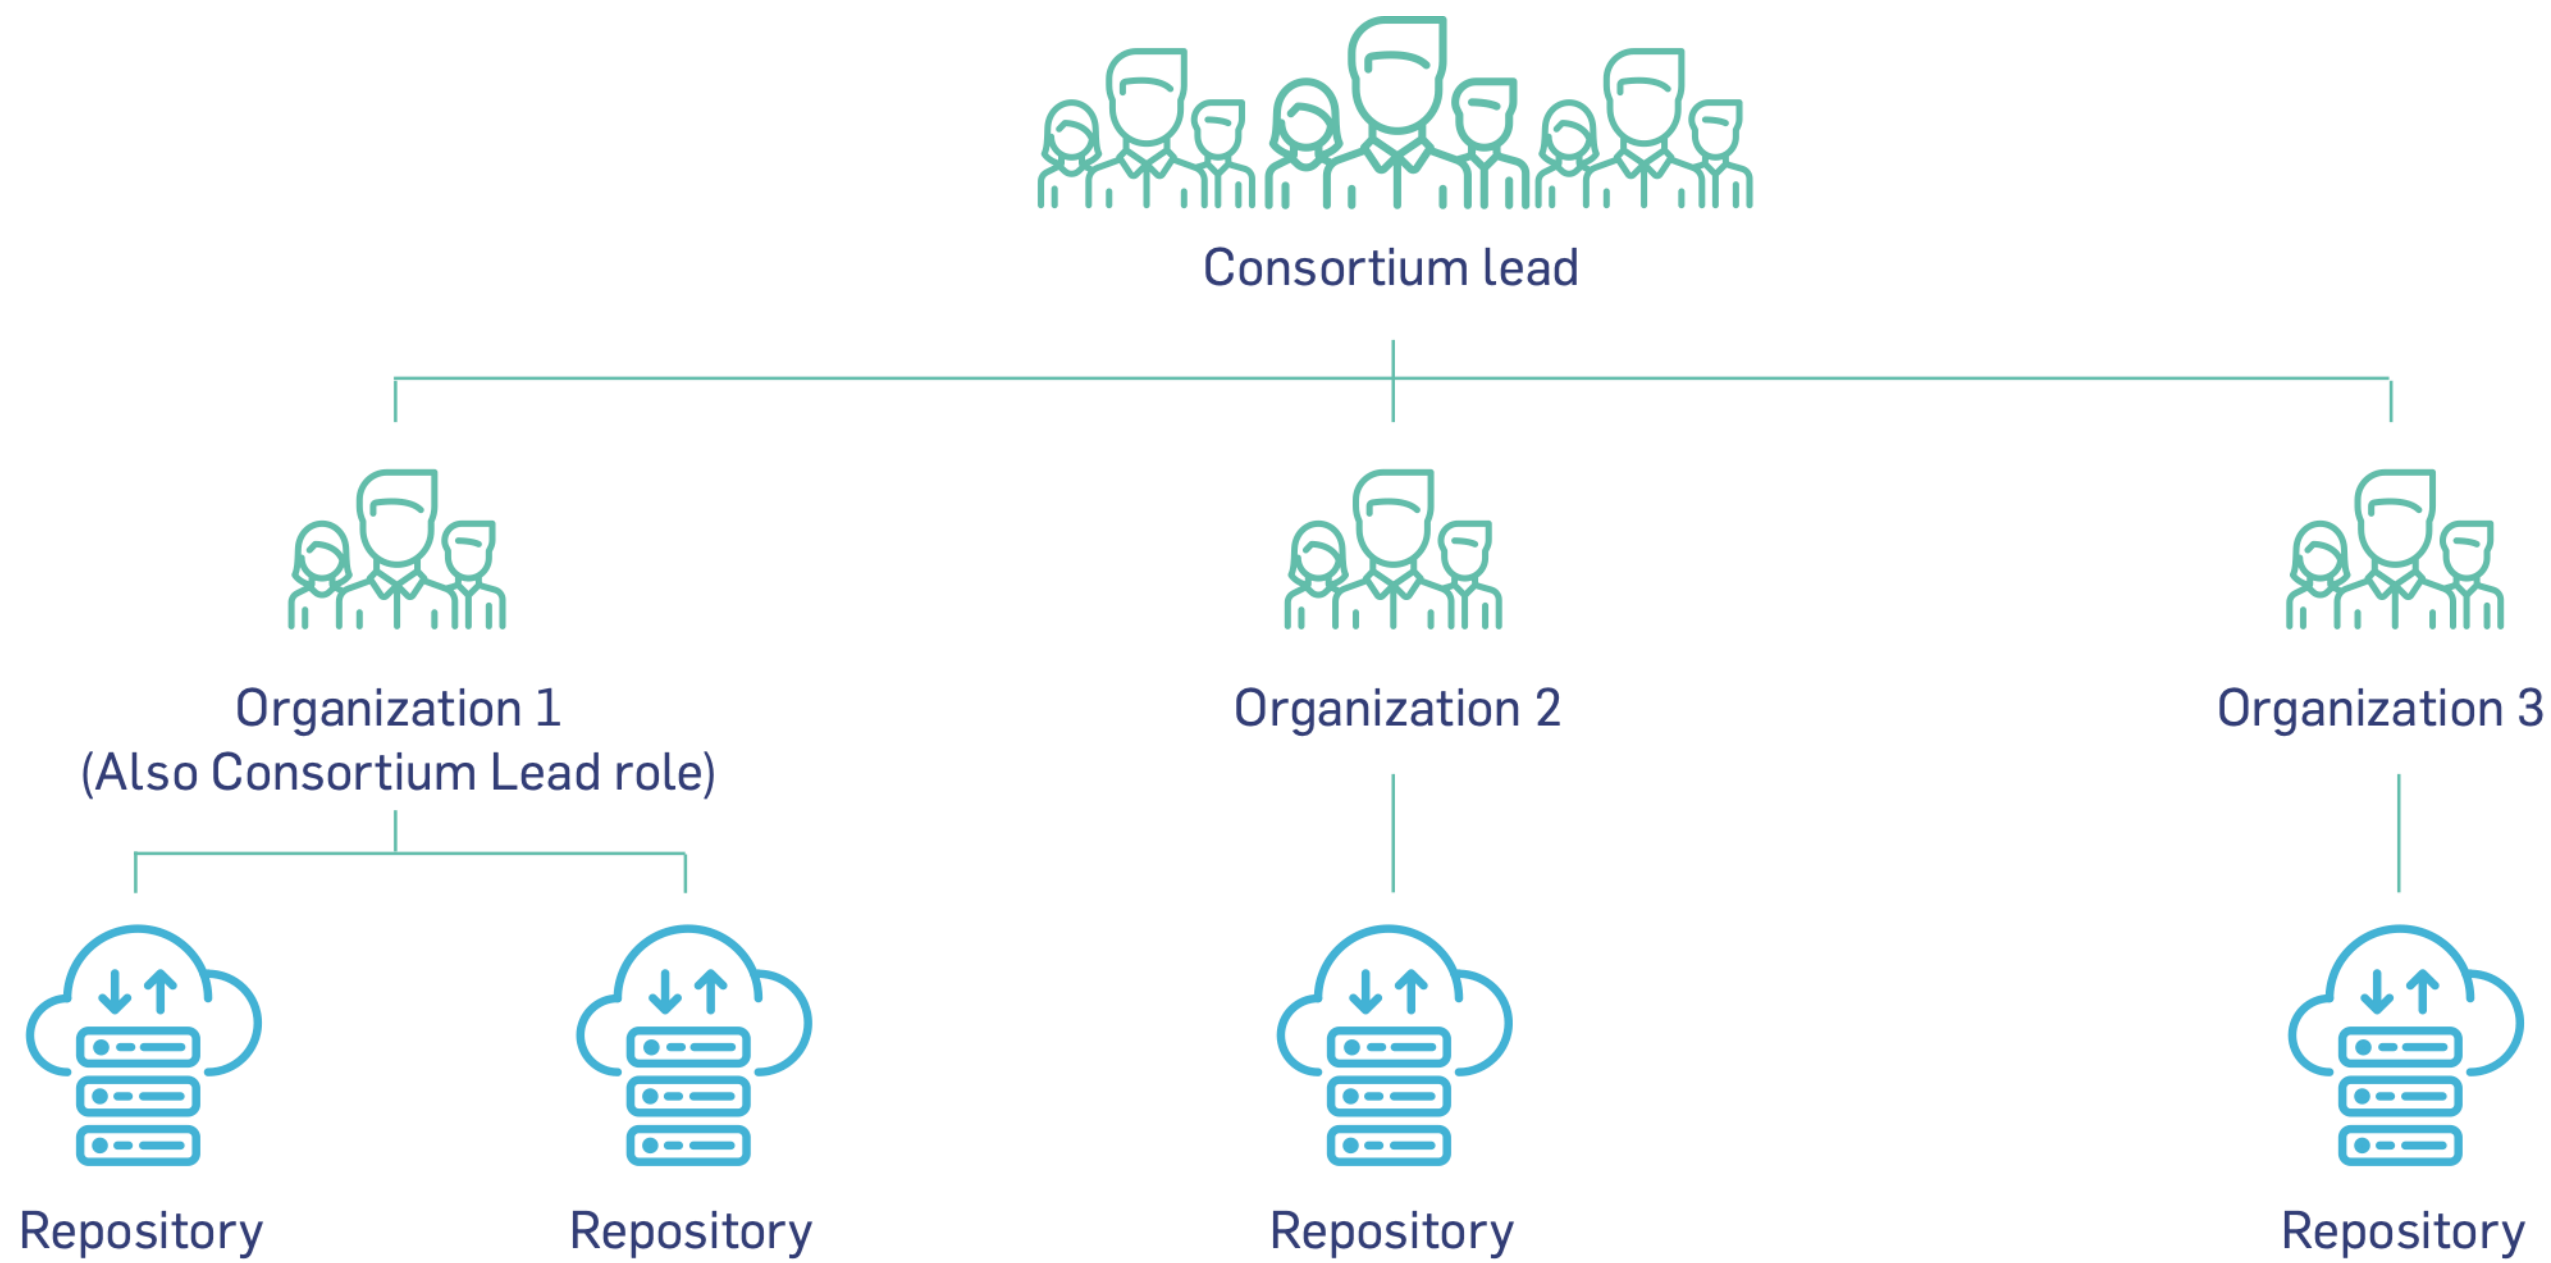 Consortium lead
Organization 1
(Also Consortium Lead role)
Organization 2
Organization 3
Repository
Repository
Repository
Repository